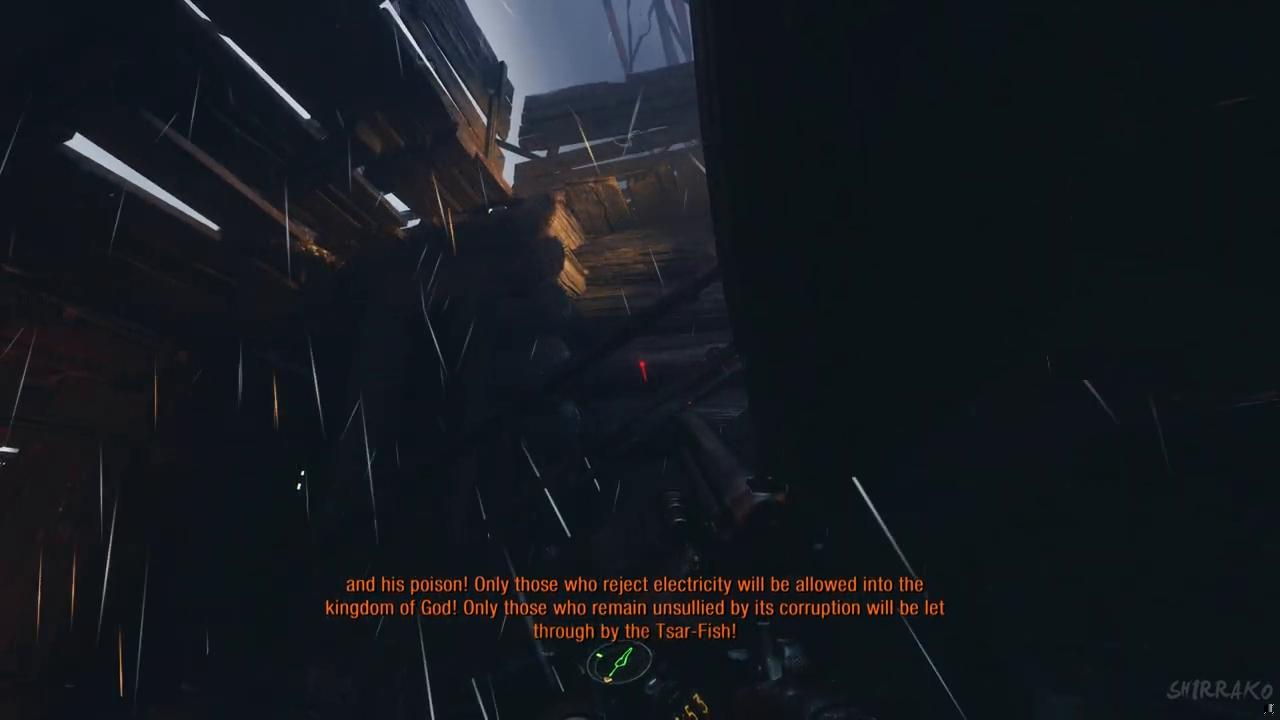 and his poison! Only those who reject electricity will be allowed into the
kingdom of God! Only those who remain unsullied by its corruption will be let
through by the Tsar-Fish!
SHIRRAKO